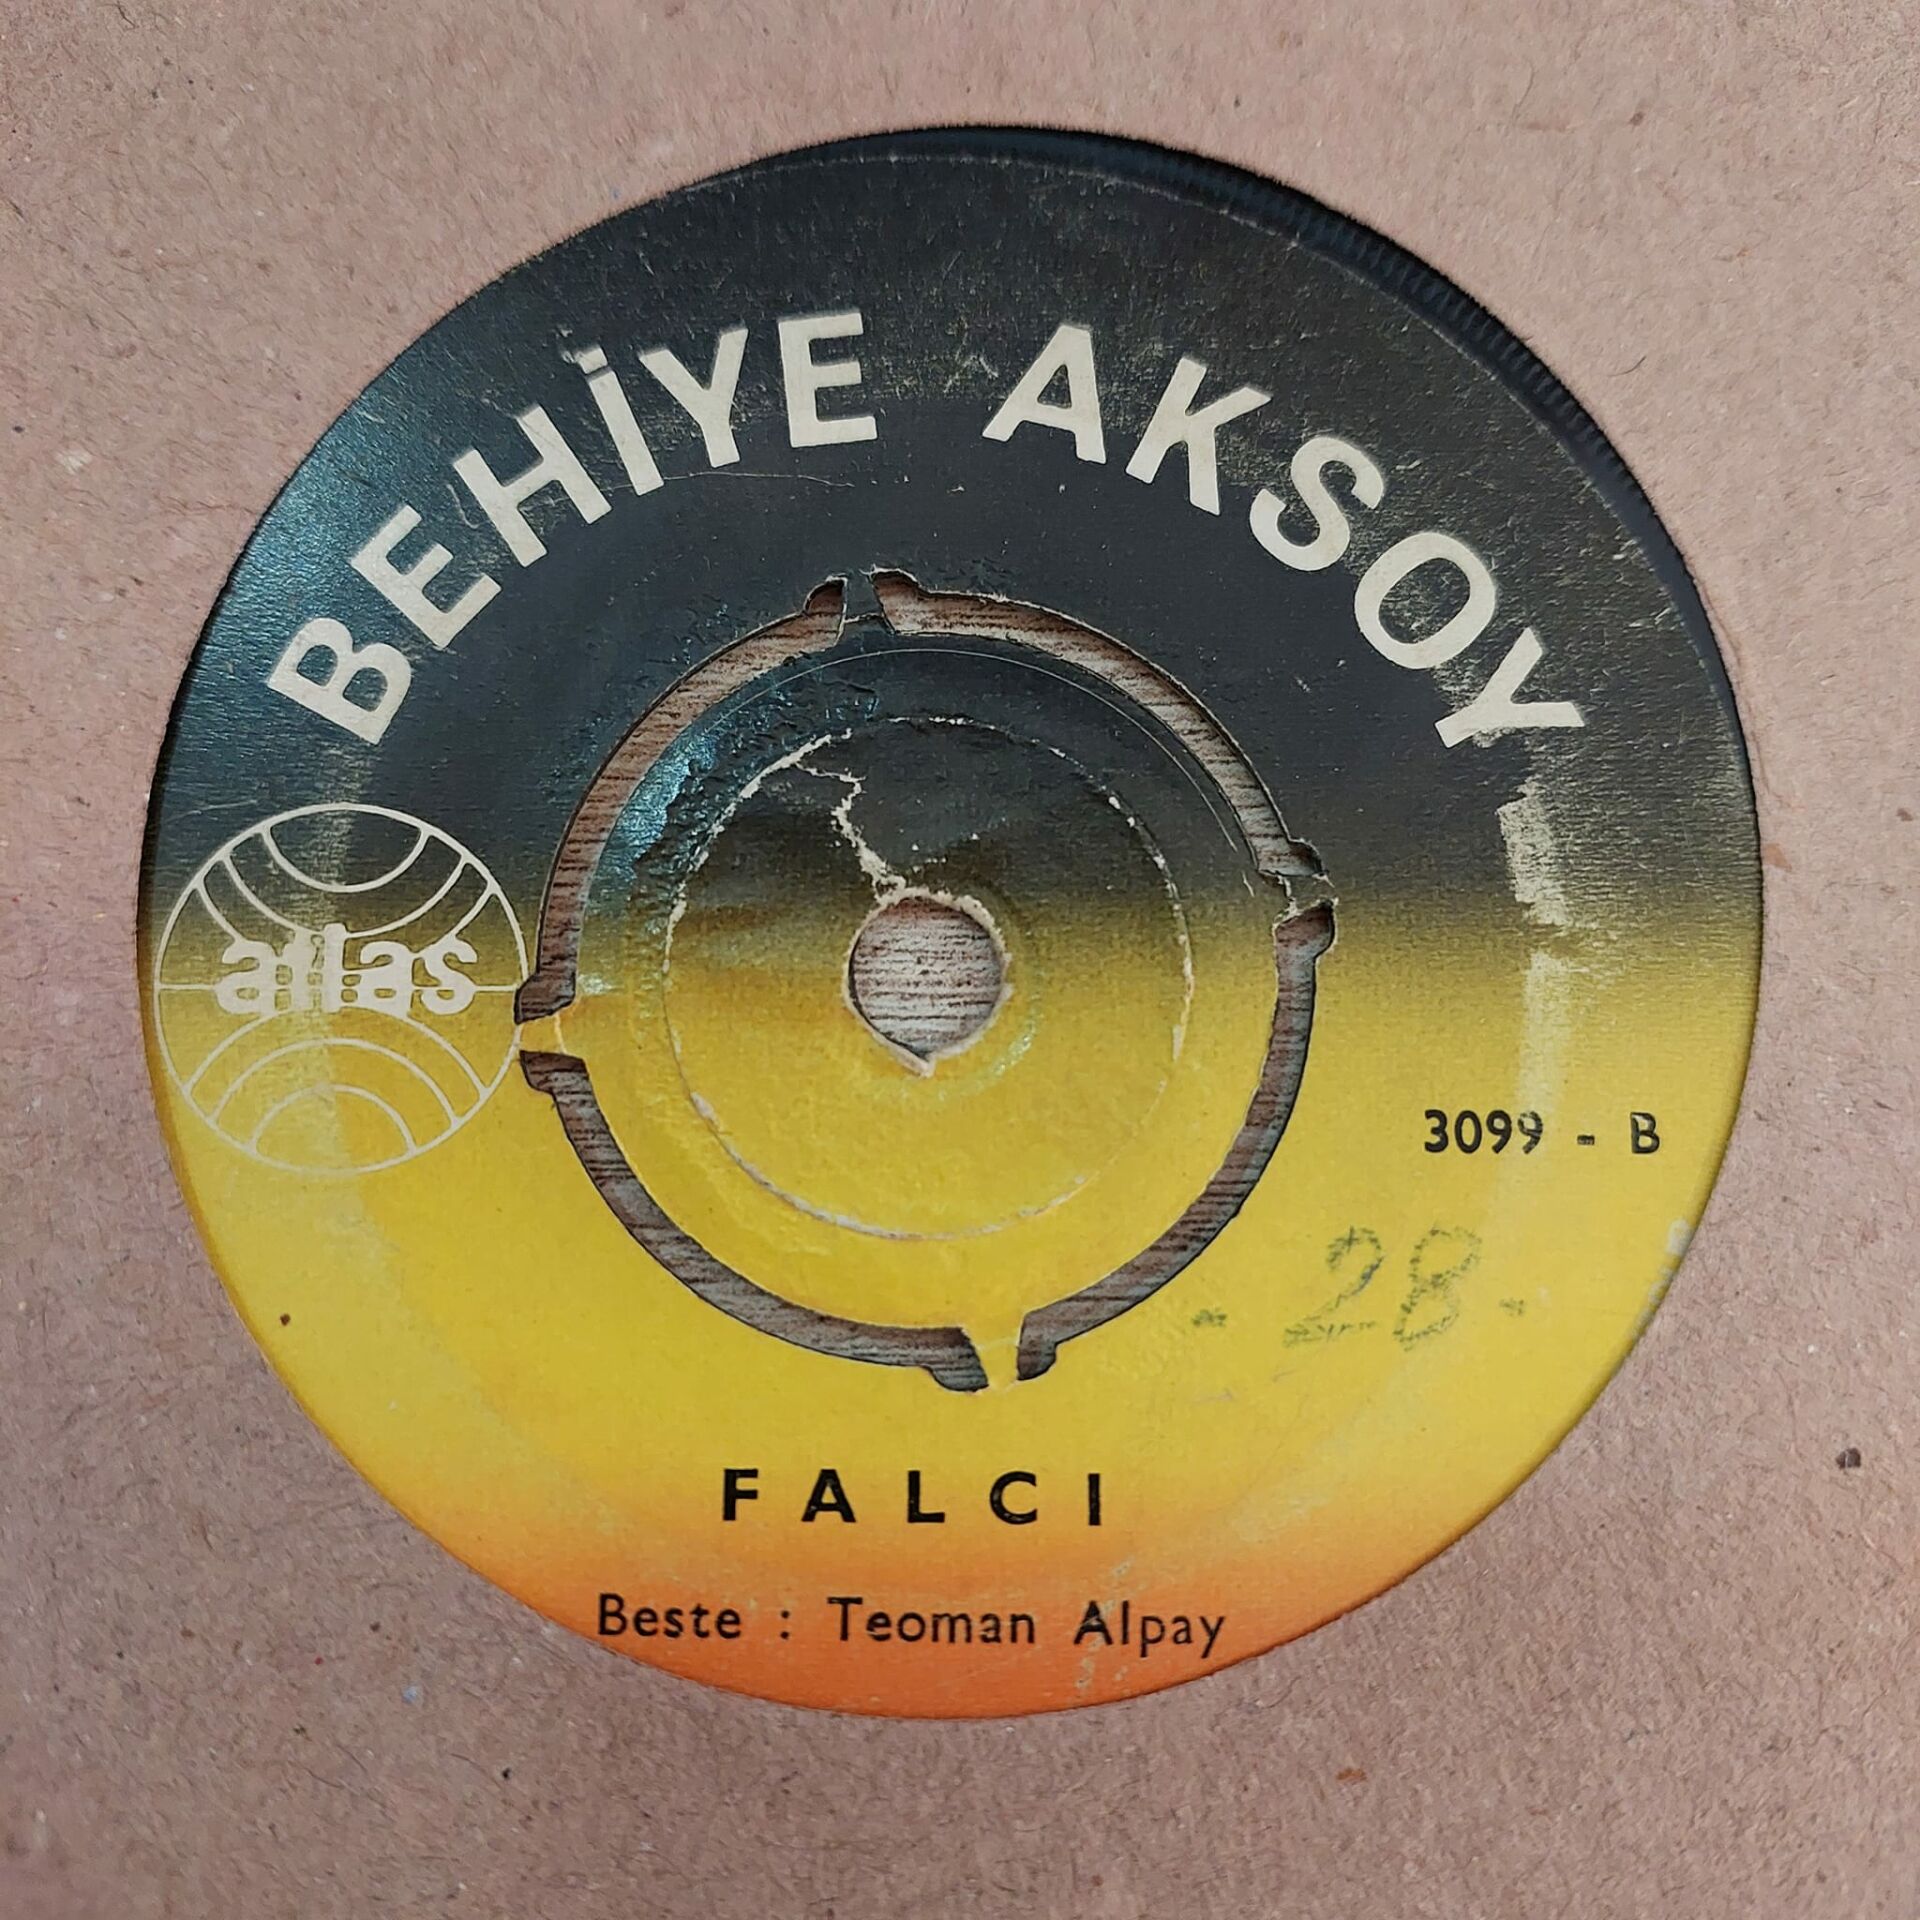 BEHİYE AKSOY
atlas
3099 - B
- 28 -
FALCI
Beste : Teoman Alpay